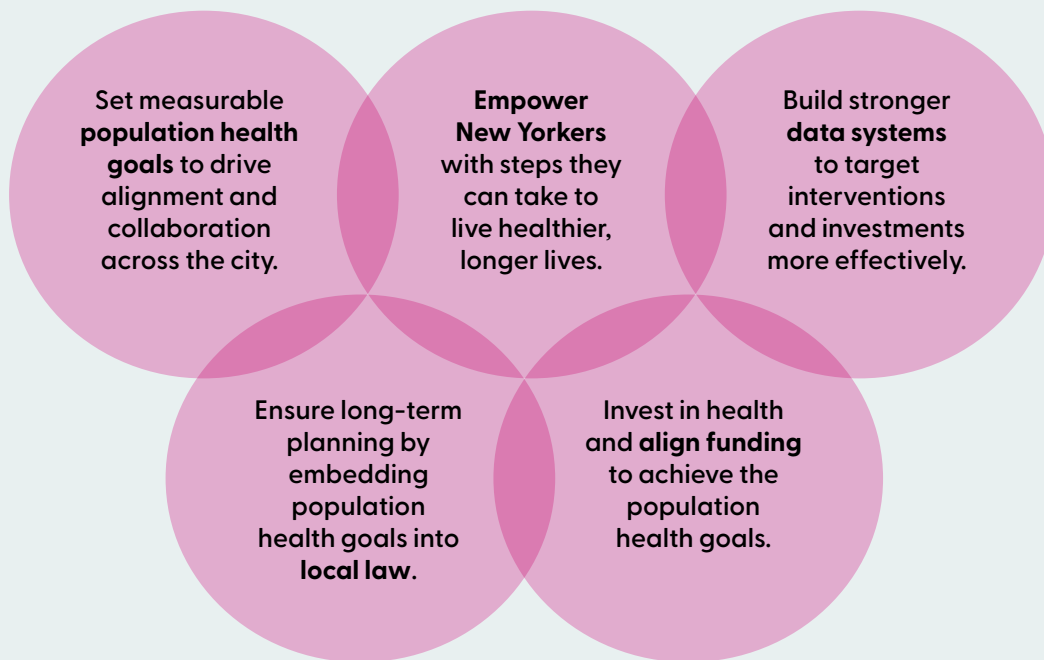 Set measurable
population health
goals to drive
alignment and
collaboration
across the city.
Empower
New Yorkers
with steps they
can take to
live healthier,
longer lives.
Build stronger
data systems
to target
interventions
and investments
more effectively.
Ensure long-term
planning by
embedding
population
health goals into
local law.
Invest in health
and align funding
to achieve the
population
health goals.